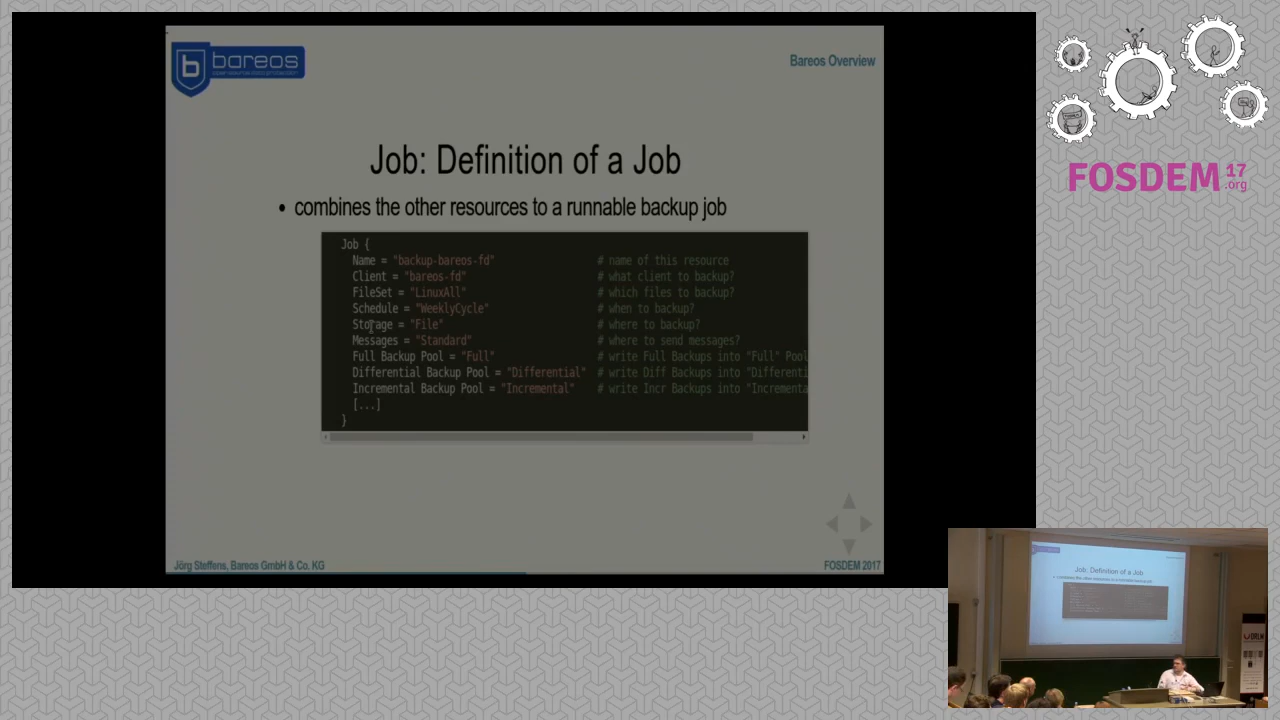 bareos
Bareos Overview
Job: Definition of a Job
• combines the other resources to a runnable backup job
Job {
Name = "backup-bareos-fd" # name of this resource
Client = "bareos-fd" # what client to backup?
FileSet = "LinuxAll" # which files to backup?
Schedule = "WeeklyCycle" # when to backup?
Storage = "File" # where to backup?
Messages = "Standard" # where to send messages?
Full Backup Pool = "Full" # write Full Backups into "Full" Pool
Differential Backup Pool = "Differential" # write Diff Backups into "Differenti
Incremental Backup Pool = "Incremental" # write Incr Backups into "Incrementa
[...]
}
Jörg Steffens, Bareos GmbH & Co. KG
FOSDEM 2017
FOSDEM 17
.org
Job: Definition of a Job